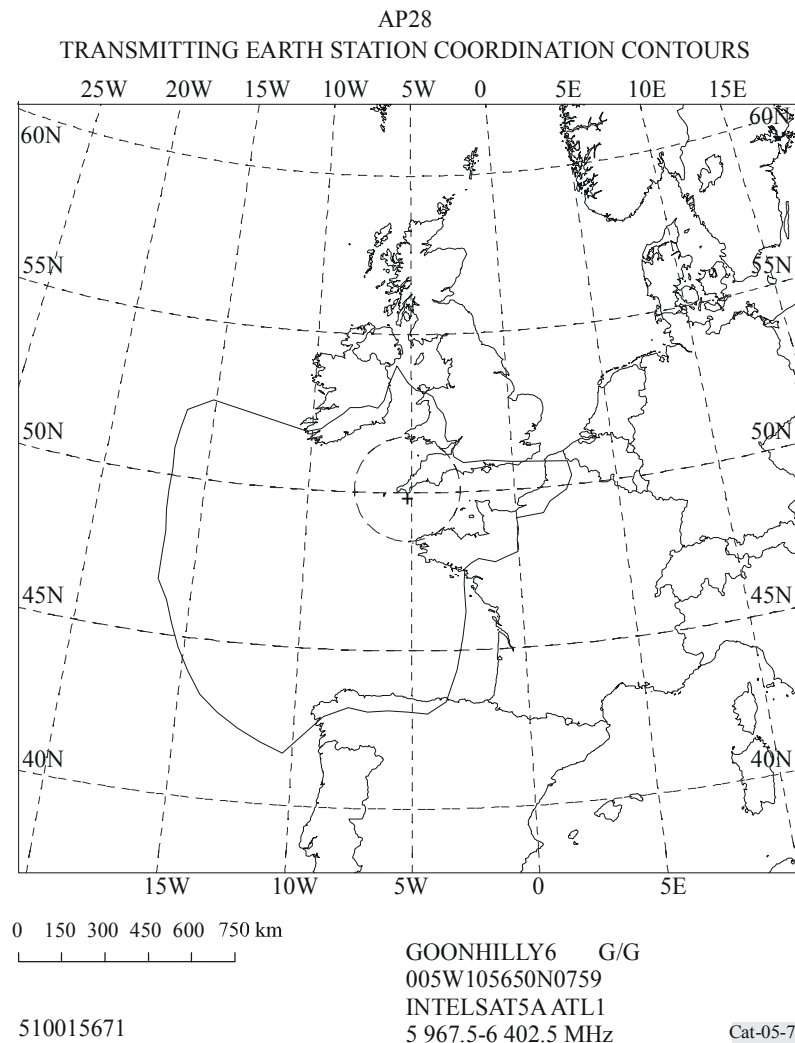 AP28
TRANSMITTING EARTH STATION COORDINATION CONTOURS
25W 20W 15W 10W 5W 0 5E 10E 15E
60N 60N
55N 55N
50N 50N
45N 45N
40N 40N
15W 10W 5W 0 5E
0 150 300 450 600 750 km
GOONHILLY6 G/G
005W105650N0759
INTELSAT5A ATL1
510015671
5 967.5-6 402.5 MHz
Cat-05-7